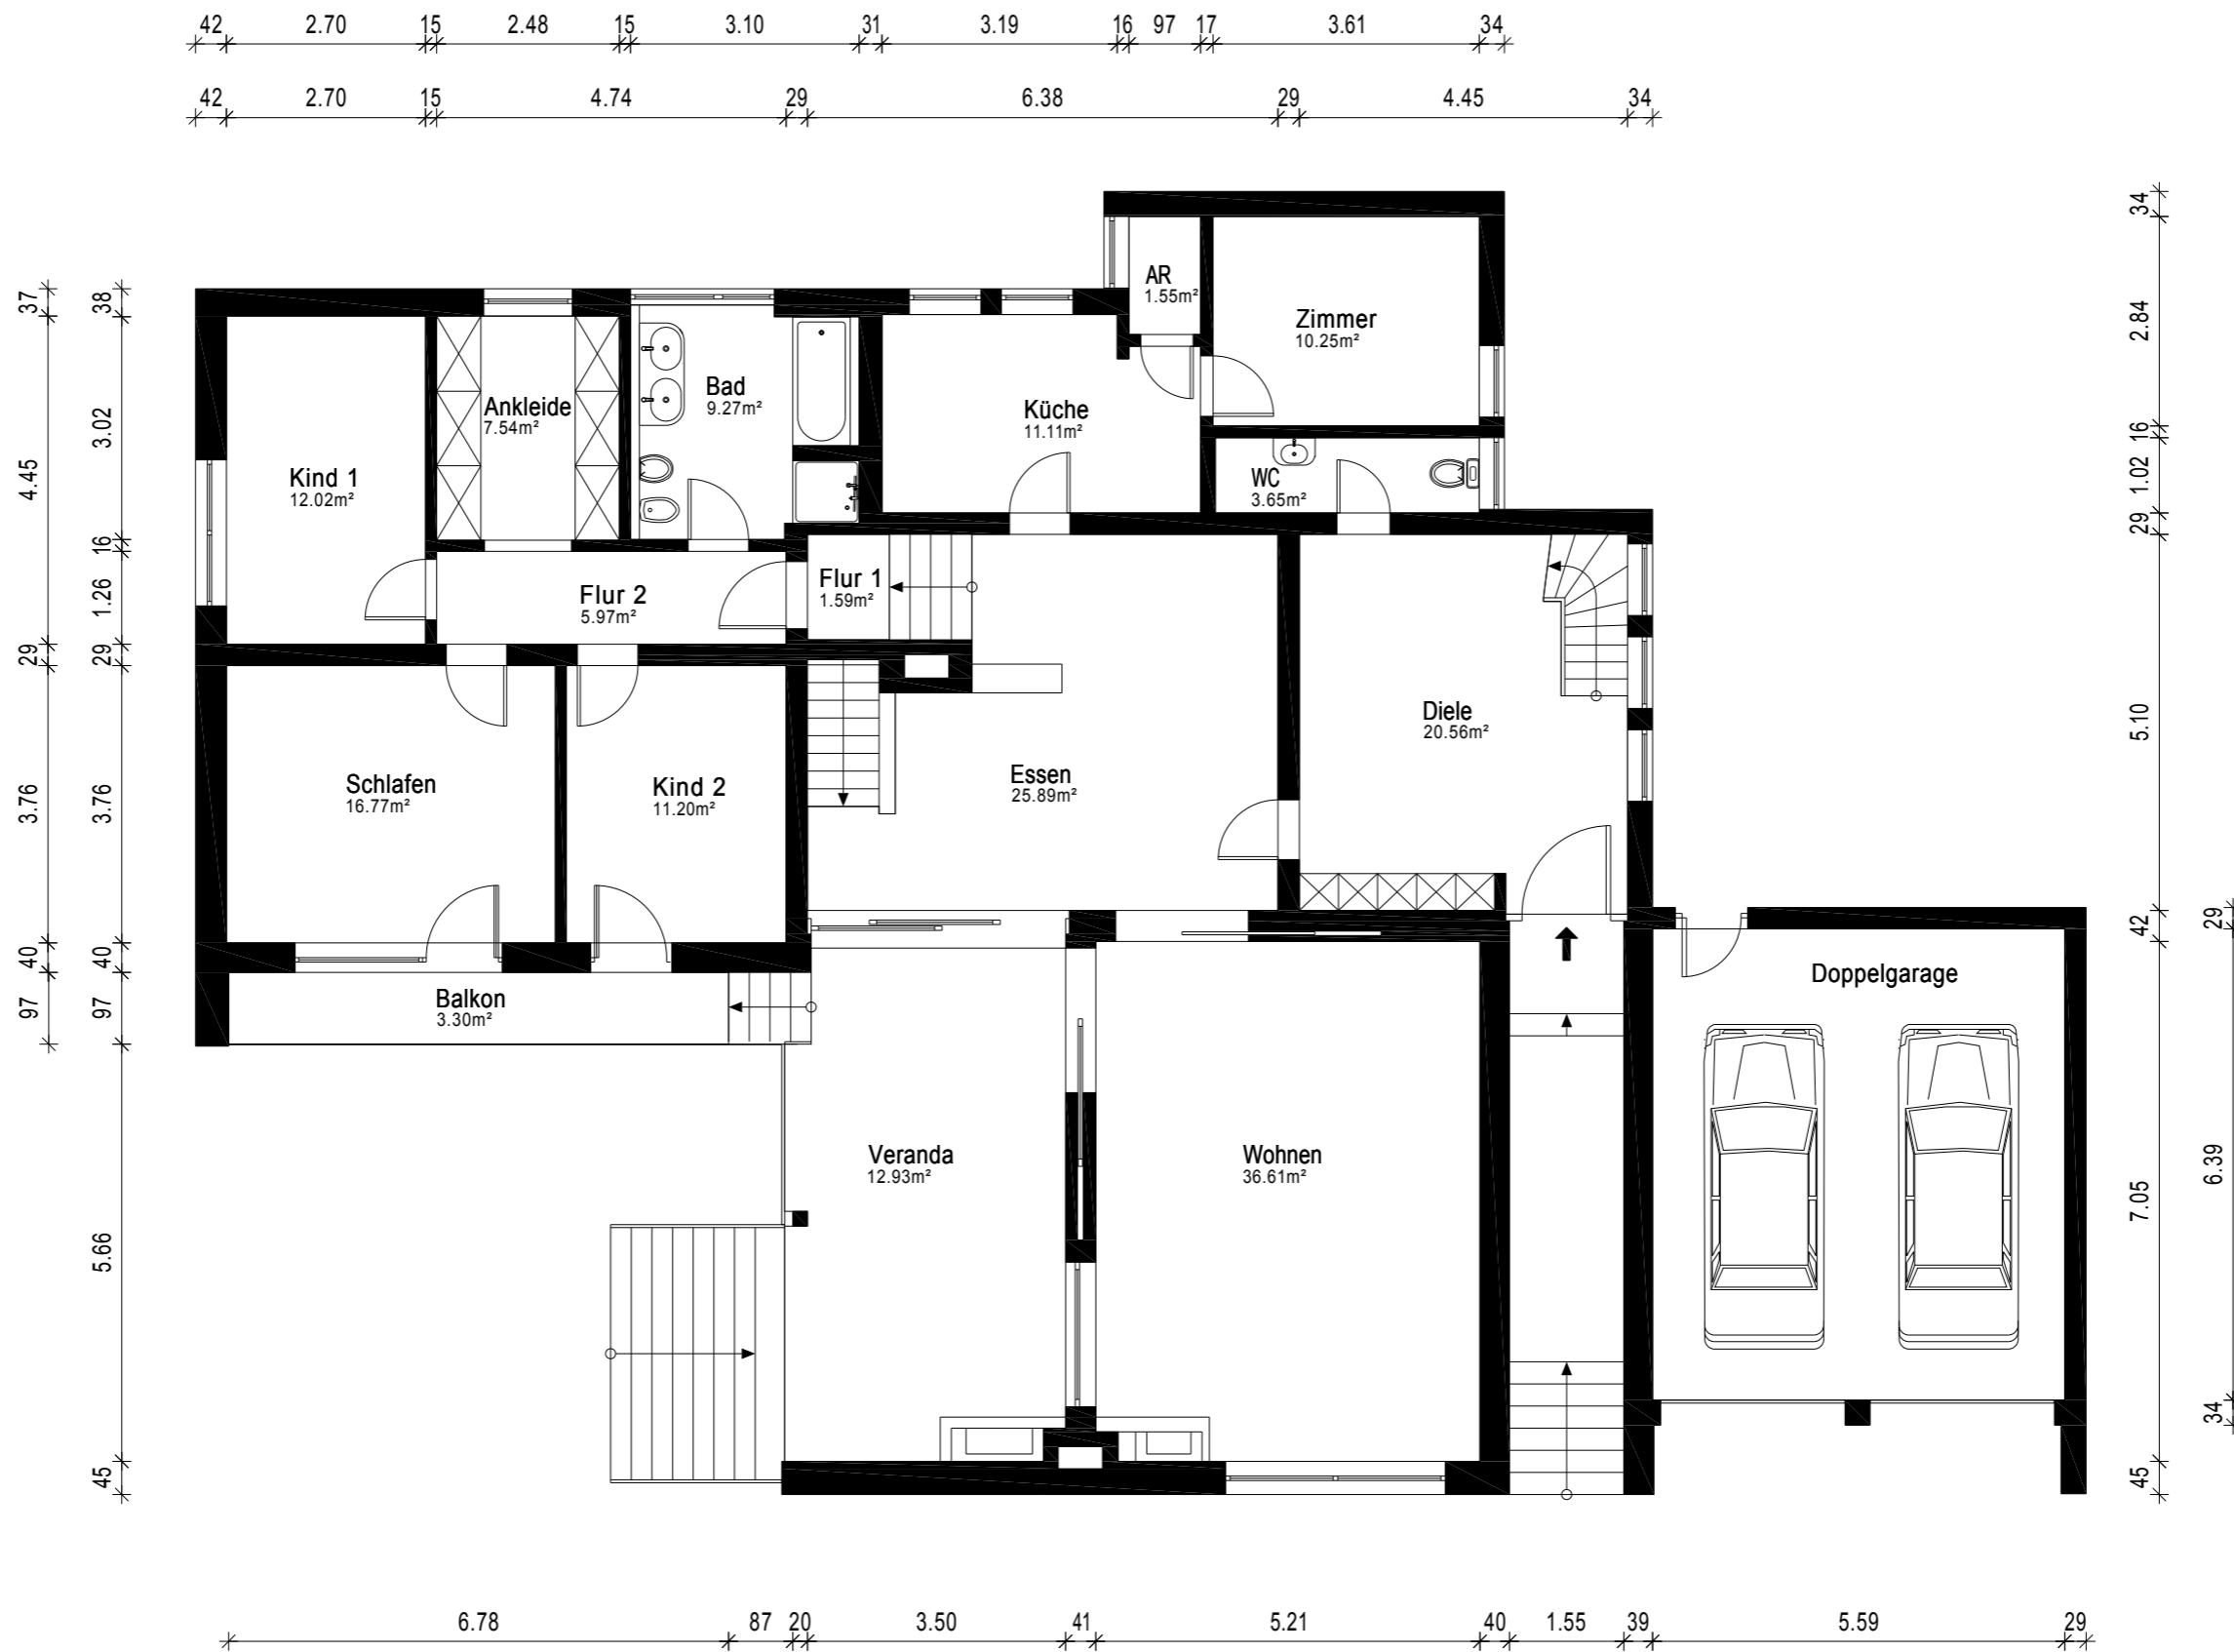 42 2.70 15 2.48 15 3.10 31 3.19 16 97 17 3.61 34
42 2.70 15 4.74 29 6.38 29 4.45 34
37 4.45 29 3.76 40 97
38 3.02 16 1.26 29 3.76 40 97 5.66 45
AR
1.55m²
Zimmer
10.25m²
Bad
9.27m²
Ankleide
7.54m²
Küche
11.11m²
Kind 1
12.02m²
WC
3.65m²
Flur 1
1.59m²
Flur 2
5.97m²
Diele
20.56m²
Essen
25.89m²
Schlafen
16.77m²
Kind 2
11.20m²
Doppelgarage
Balkon
3.30m²
Veranda
12.93m²
Wohnen
36.61m²
34 2.84 16 1.02 29 5.10 42 7.05 45
29 6.39 34
6.78 87 20 3.50 41 5.21 40 1.55 39 5.59 29